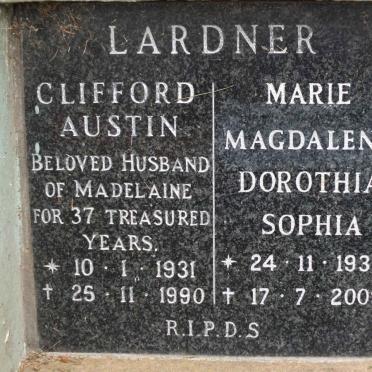 LARDNER
CLIFFORD
AUSTIN
BELOVED HUSBAND
OF MADELAINE
FOR 37 TREASURED
YEARS.
* 10 · 1 · 1931
† 25 · 11 · 1990
MARIE
MAGDALEN
DOROTHIA
SOPHIA
* 24 · 11 · 193
† 17 · 7 · 200
R.I.P.D.S